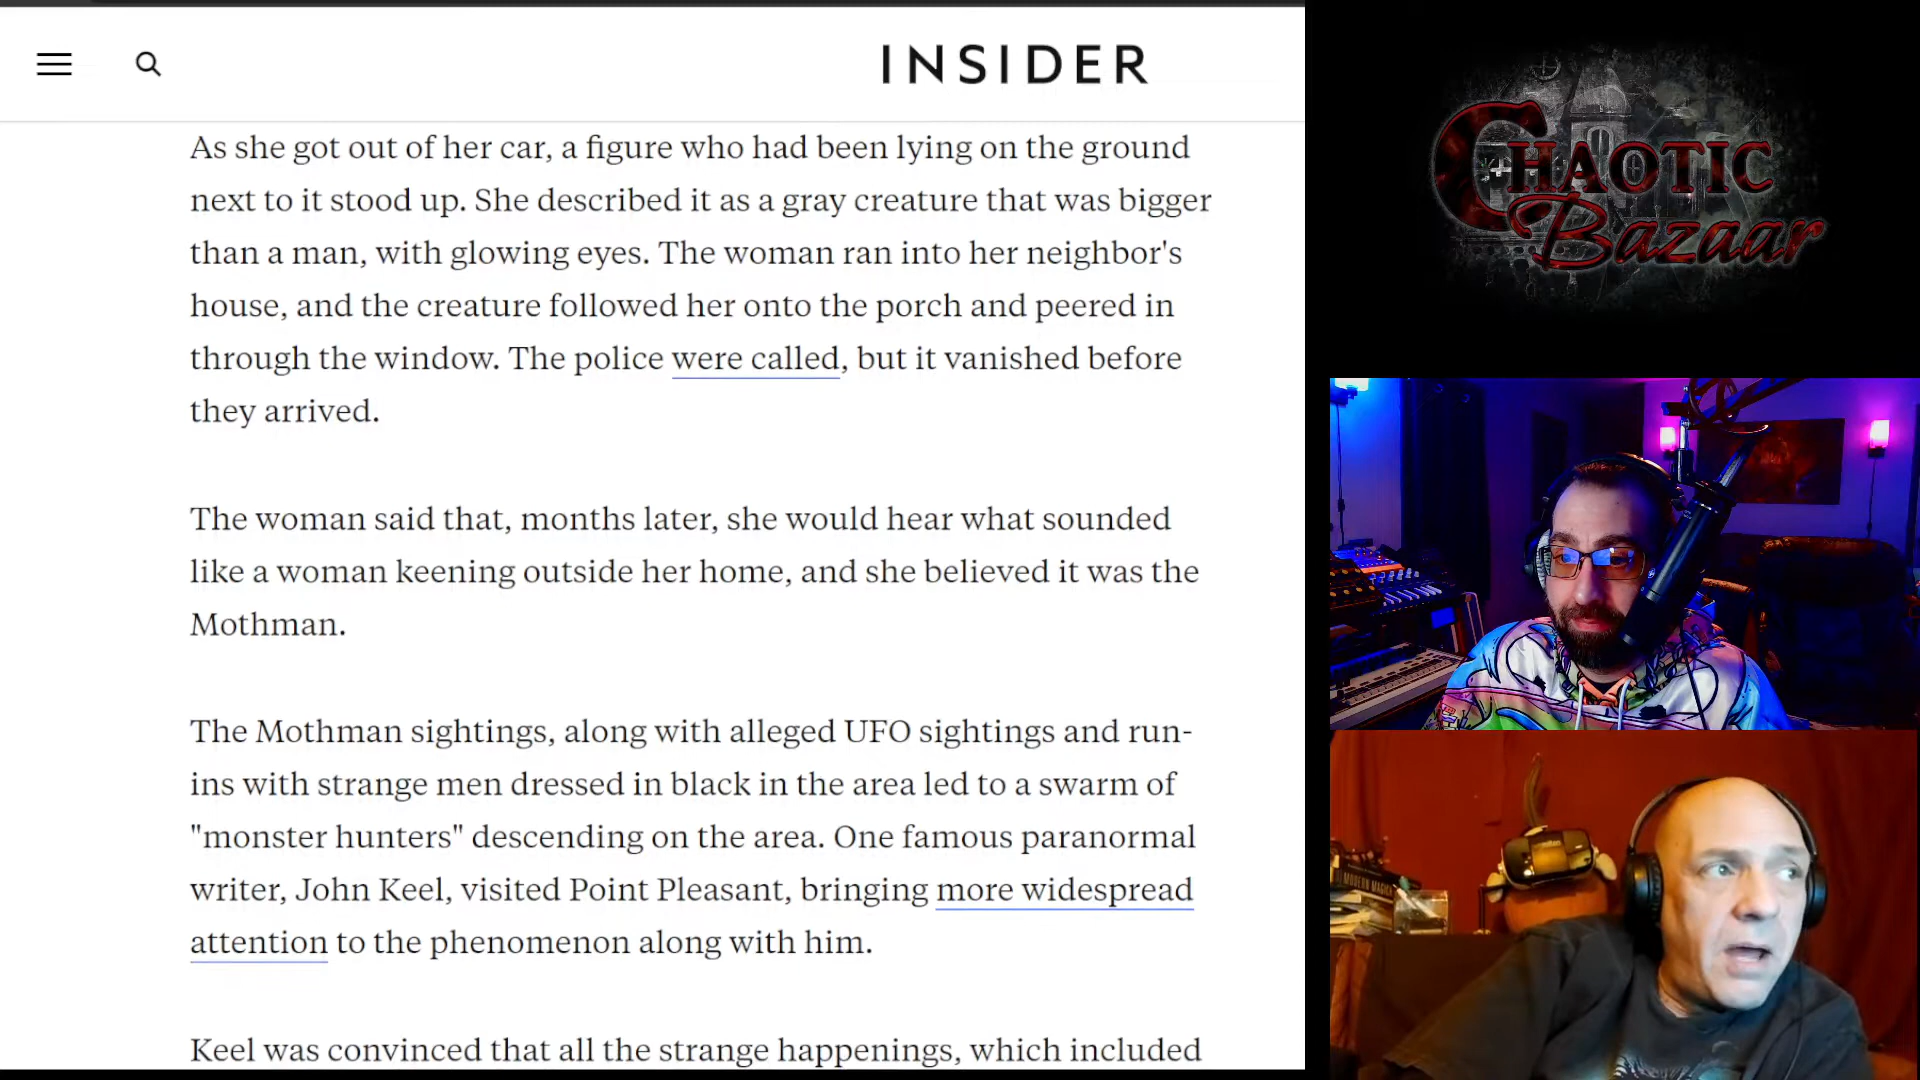 INSIDER
As she got out of her car, a figure who had been lying on the ground
next to it stood up. She described it as a gray creature that was bigger
than a man, with glowing eyes. The woman ran into her neighbor's
house, and the creature followed her onto the porch and peered in
through the window. The police were called, but it vanished before
they arrived.
The woman said that, months later, she would hear what sounded
like a woman keening outside her home, and she believed it was the
Mothman.
The Mothman sightings, along with alleged UFO sightings and run-
ins with strange men dressed in black in the area led to a swarm of
"monster hunters" descending on the area. One famous paranormal
writer, John Keel, visited Point Pleasant, bringing more widespread
attention to the phenomenon along with him.
Keel was convinced that all the strange happenings, which included
CHAOTIC
Bazaar
MODERN MAGICK